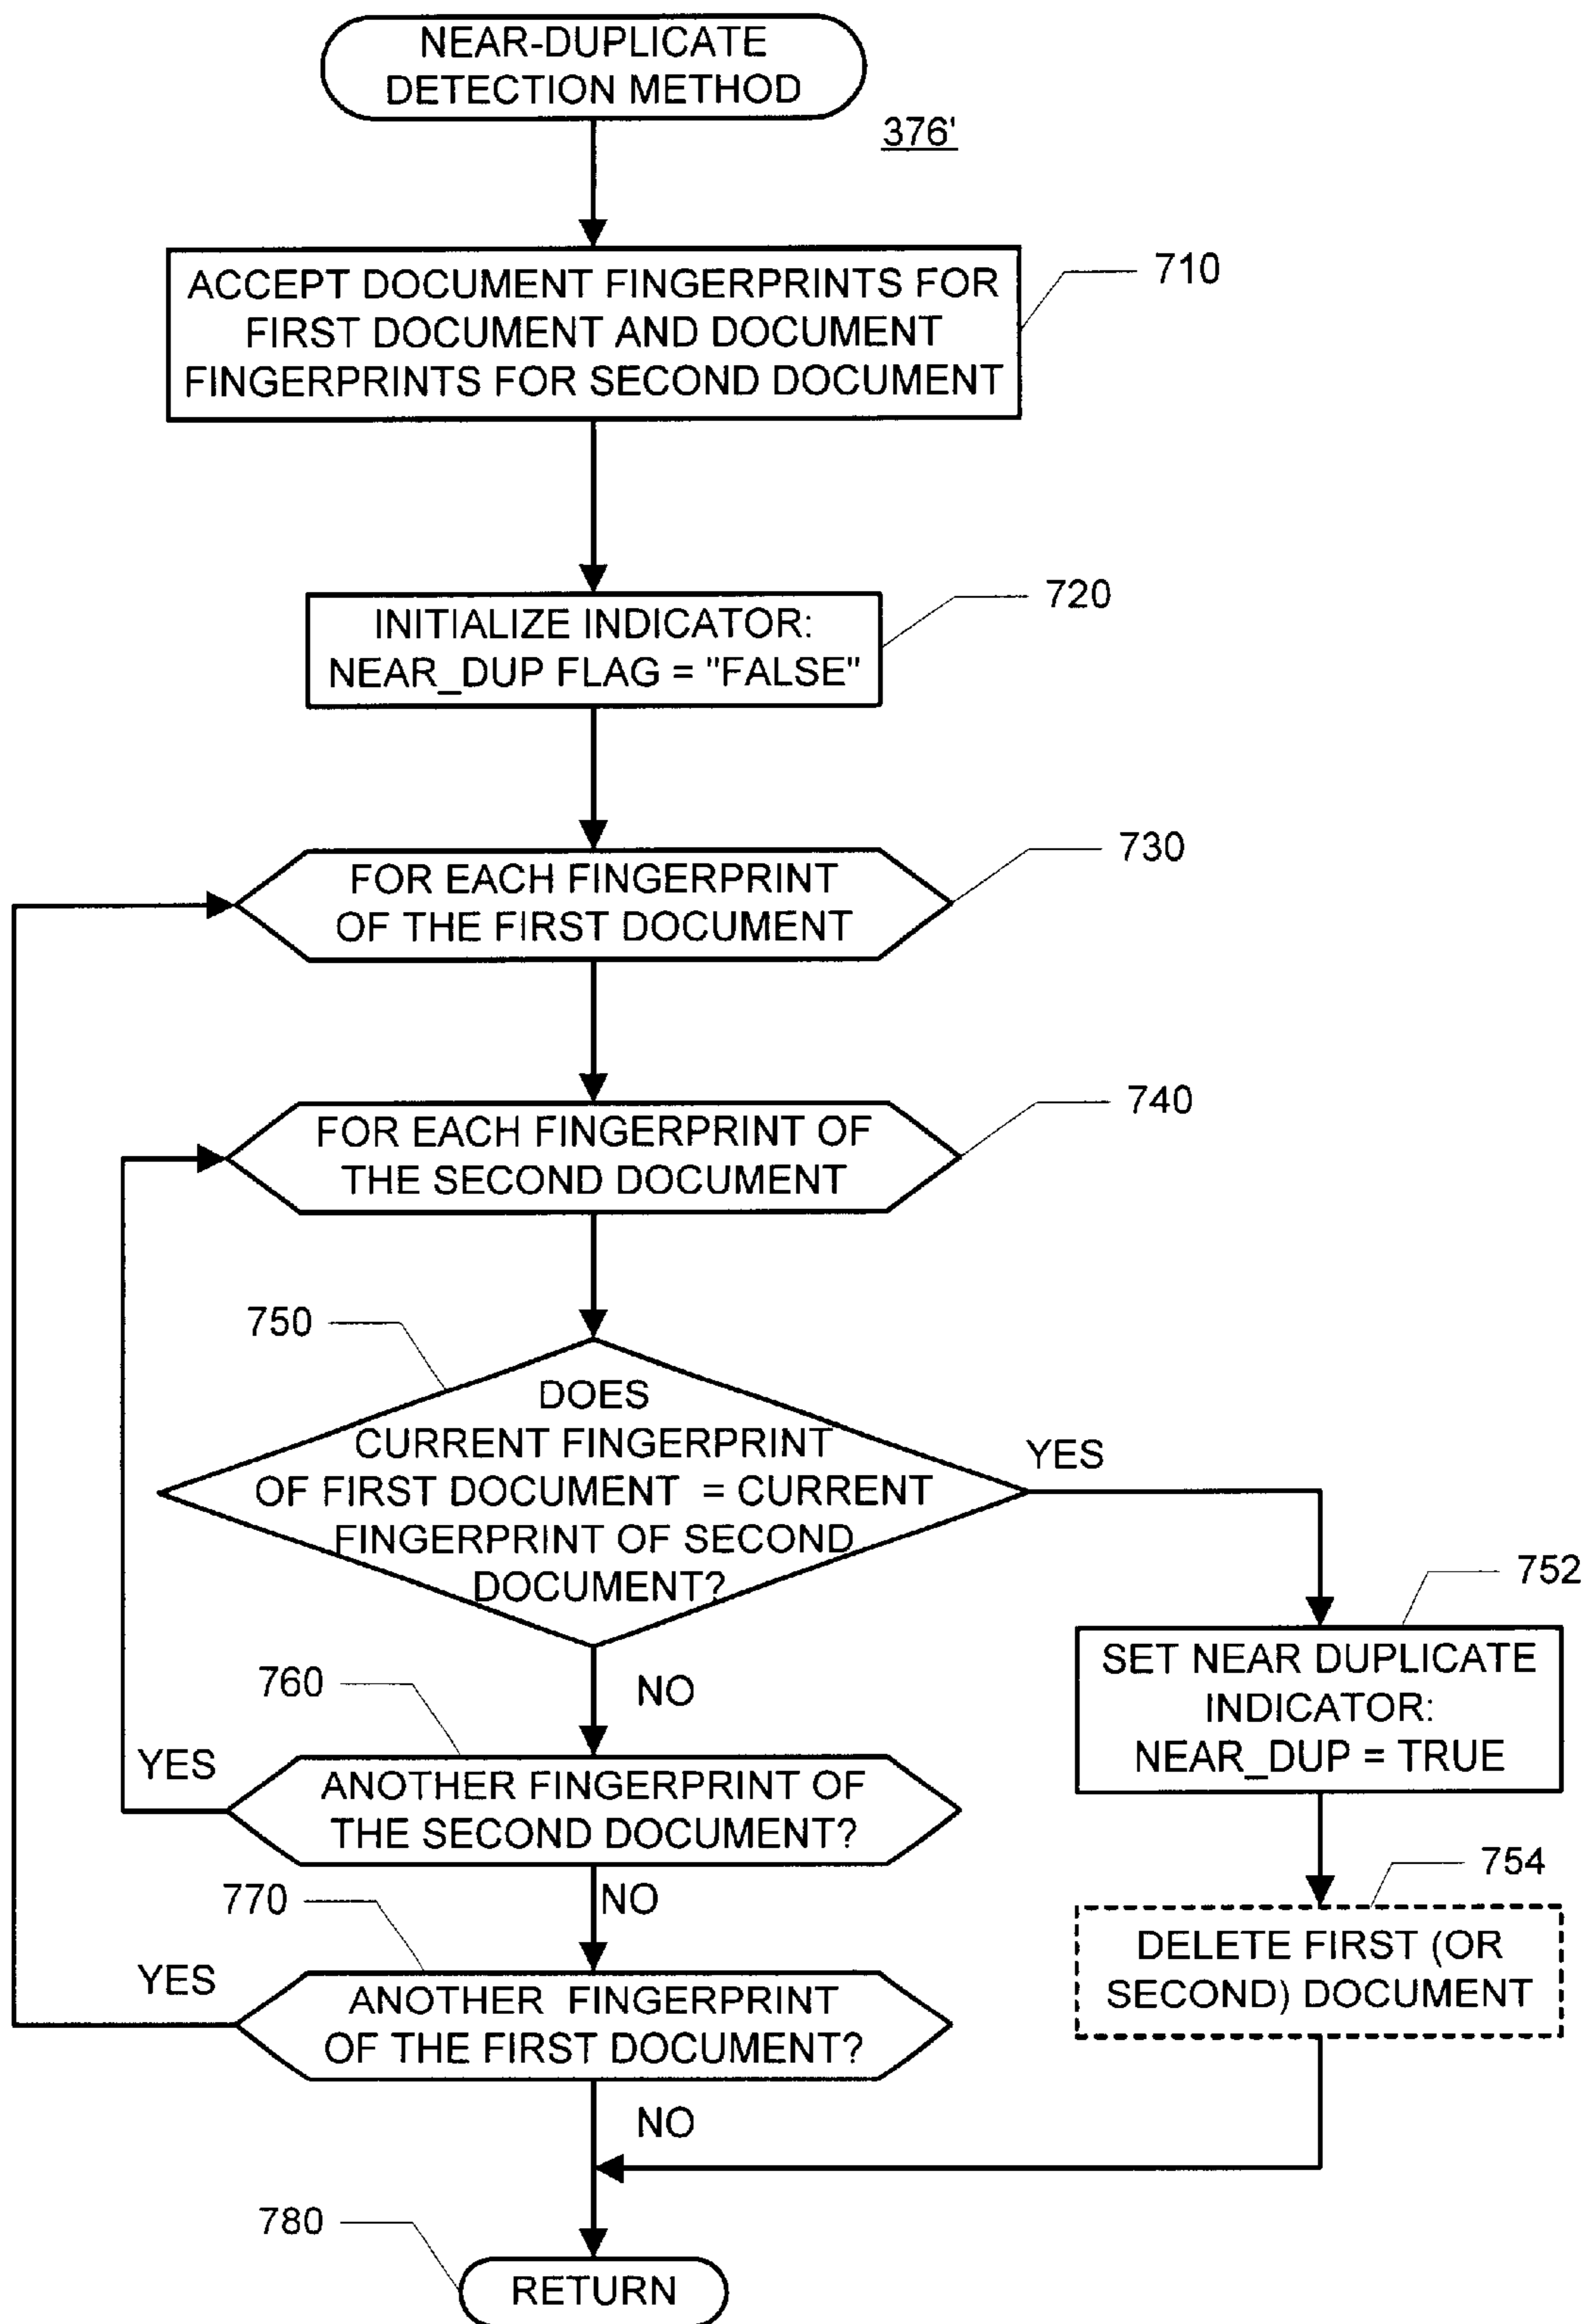 NEAR-DUPLICATE
DETECTION METHOD
376'
ACCEPT DOCUMENT FINGERPRINTS FOR
FIRST DOCUMENT AND DOCUMENT
FINGERPRINTS FOR SECOND DOCUMENT
710
INITIALIZE INDICATOR:
NEAR_DUP FLAG = "FALSE"
720
FOR EACH FINGERPRINT
OF THE FIRST DOCUMENT
730
FOR EACH FINGERPRINT OF
THE SECOND DOCUMENT
740
750
DOES
CURRENT FINGERPRINT
OF FIRST DOCUMENT = CURRENT
FINGERPRINT OF SECOND
DOCUMENT?
YES
752
SET NEAR DUPLICATE
INDICATOR:
NEAR_DUP = TRUE
NO
760
YES
ANOTHER FINGERPRINT OF
THE SECOND DOCUMENT?
754
DELETE FIRST (OR
SECOND) DOCUMENT
NO
770
YES
ANOTHER FINGERPRINT
OF THE FIRST DOCUMENT?
NO
780
RETURN